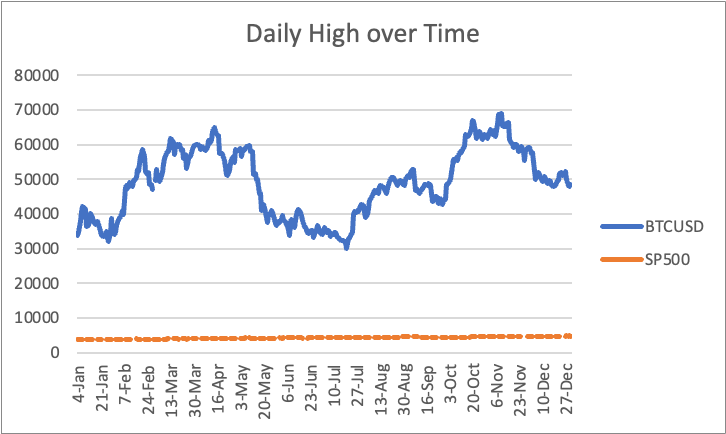 Daily High over Time
80000
70000
60000
50000
40000
30000
20000
10000
0
4-Jan
21-Jan
7-Feb
24-Feb
13-Mar
30-Mar
16-Apr
3-May
20-May
6-Jun
23-Jun
10-Jul
27-Jul
13-Aug
30-Aug
16-Sep
3-Oct
20-Oct
6-Nov
23-Nov
10-Dec
27-Dec
BTCUSD
SP500